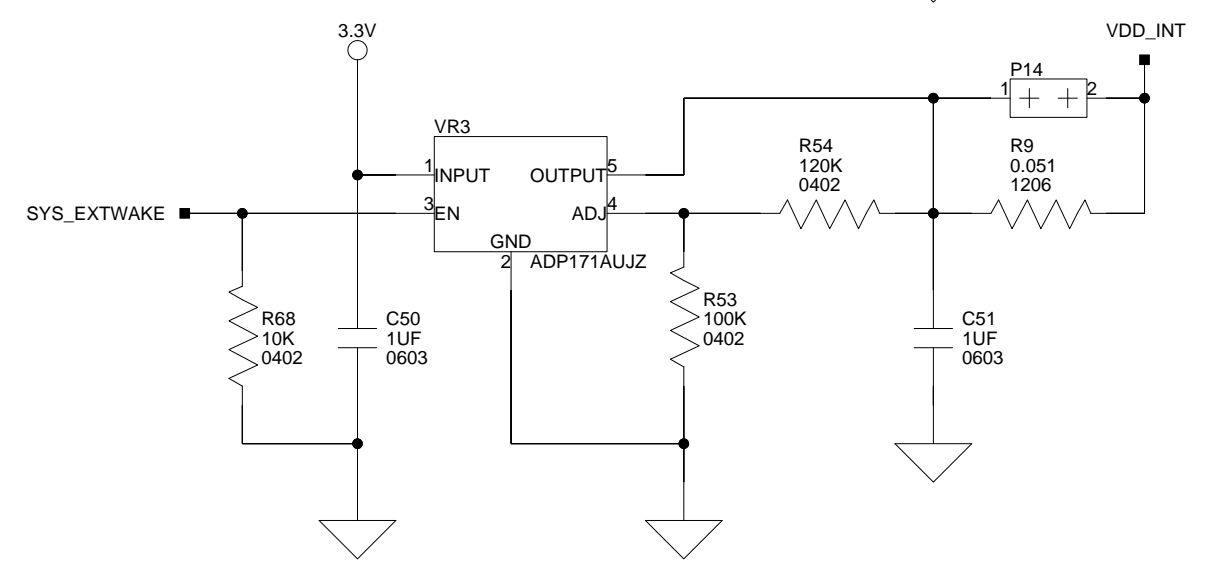 3.3V
VDD_INT
P14
1
2
VR3
1
INPUT
OUTPUT
5
R54
120K
0402
R9
0.051
1206
SYS_EXTWAKE
3
EN
ADJ
4
GND
2
ADP171AUJZ
R68
10K
0402
C50
1UF
0603
R53
100K
0402
C51
1UF
0603